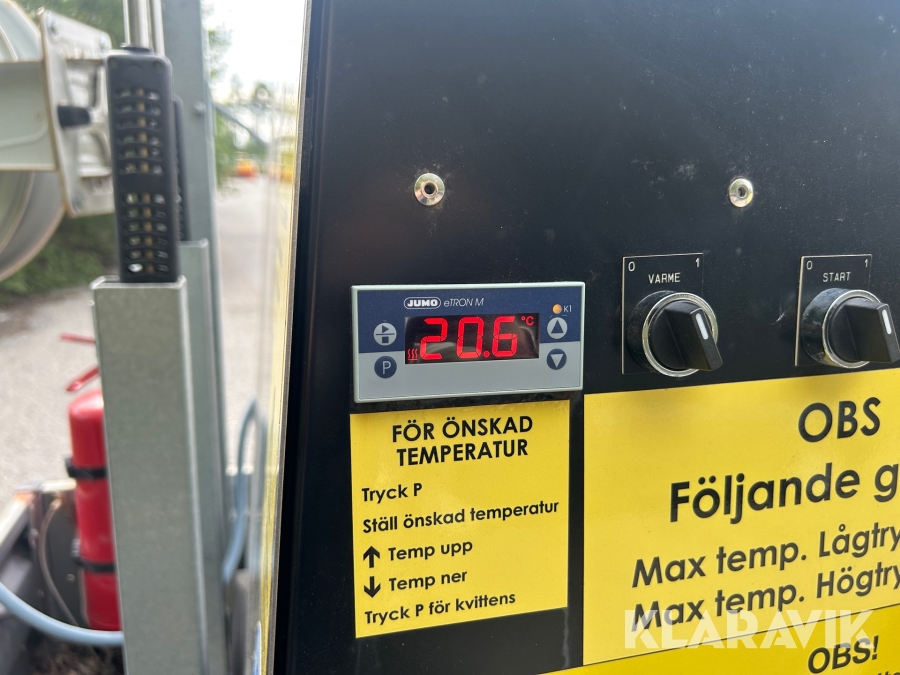 JUMO eTRON M
K1
20.6 °C
P
0 1
VARME
0 1
START
FÖR ÖNSKAD
TEMPERATUR
Tryck P
Ställ önskad temperatur
↑ Temp upp
↓ Temp ner
Tryck P för kvittens
OBS
Följande g
Max temp. Lågtry
Max temp. Högtry
OBS!
KLARAVIK